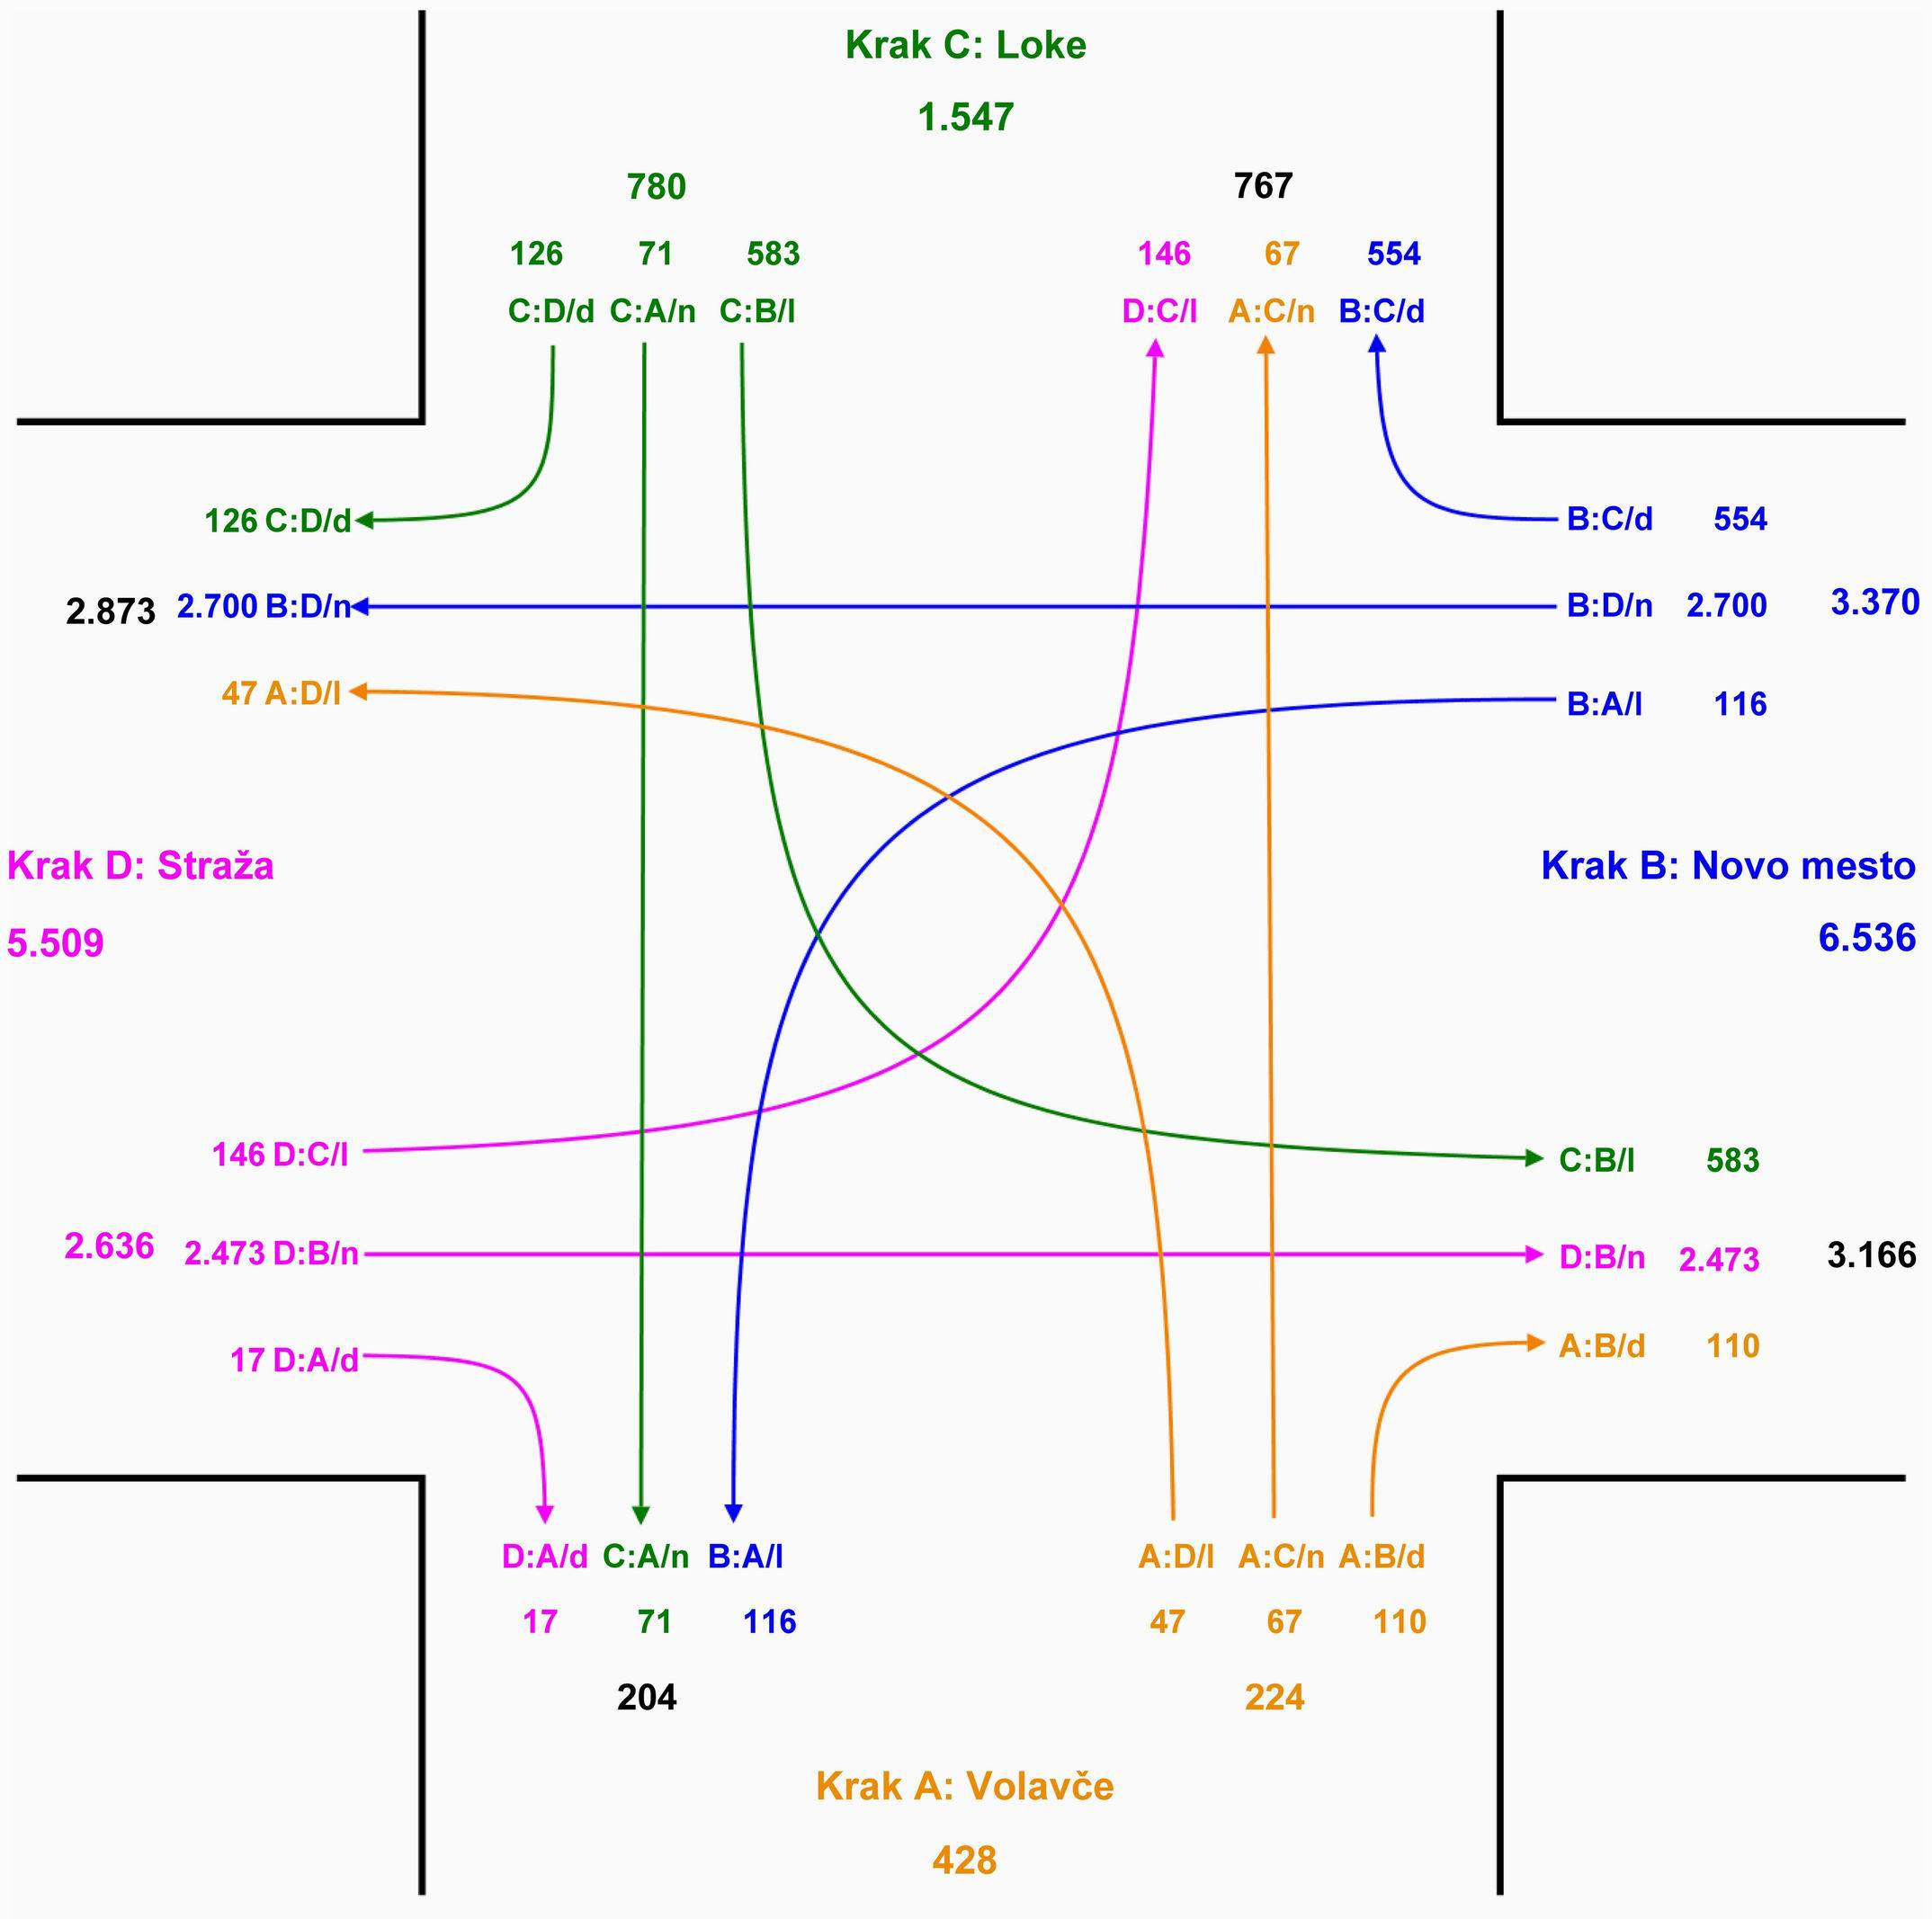 Krak C: Loke
1.547
780 767
126 71 583 146 67 554
C:D/d C:A/n C:B/l D:C/l A:C/n B:C/d
126 C:D/d B:C/d 554
2.873 2.700 B:D/n B:D/n 2.700 3.370
47 A:D/l B:A/l 116
Krak D: Straža Krak B: Novo mesto
5.509 6.536
146 D:C/l C:B/l 583
2.636 2.473 D:B/n D:B/n 2.473 3.166
17 D:A/d A:B/d 110
D:A/d C:A/n B:A/l A:D/l A:C/n A:B/d
17 71 116 47 67 110
204 224
Krak A: Volavče
428